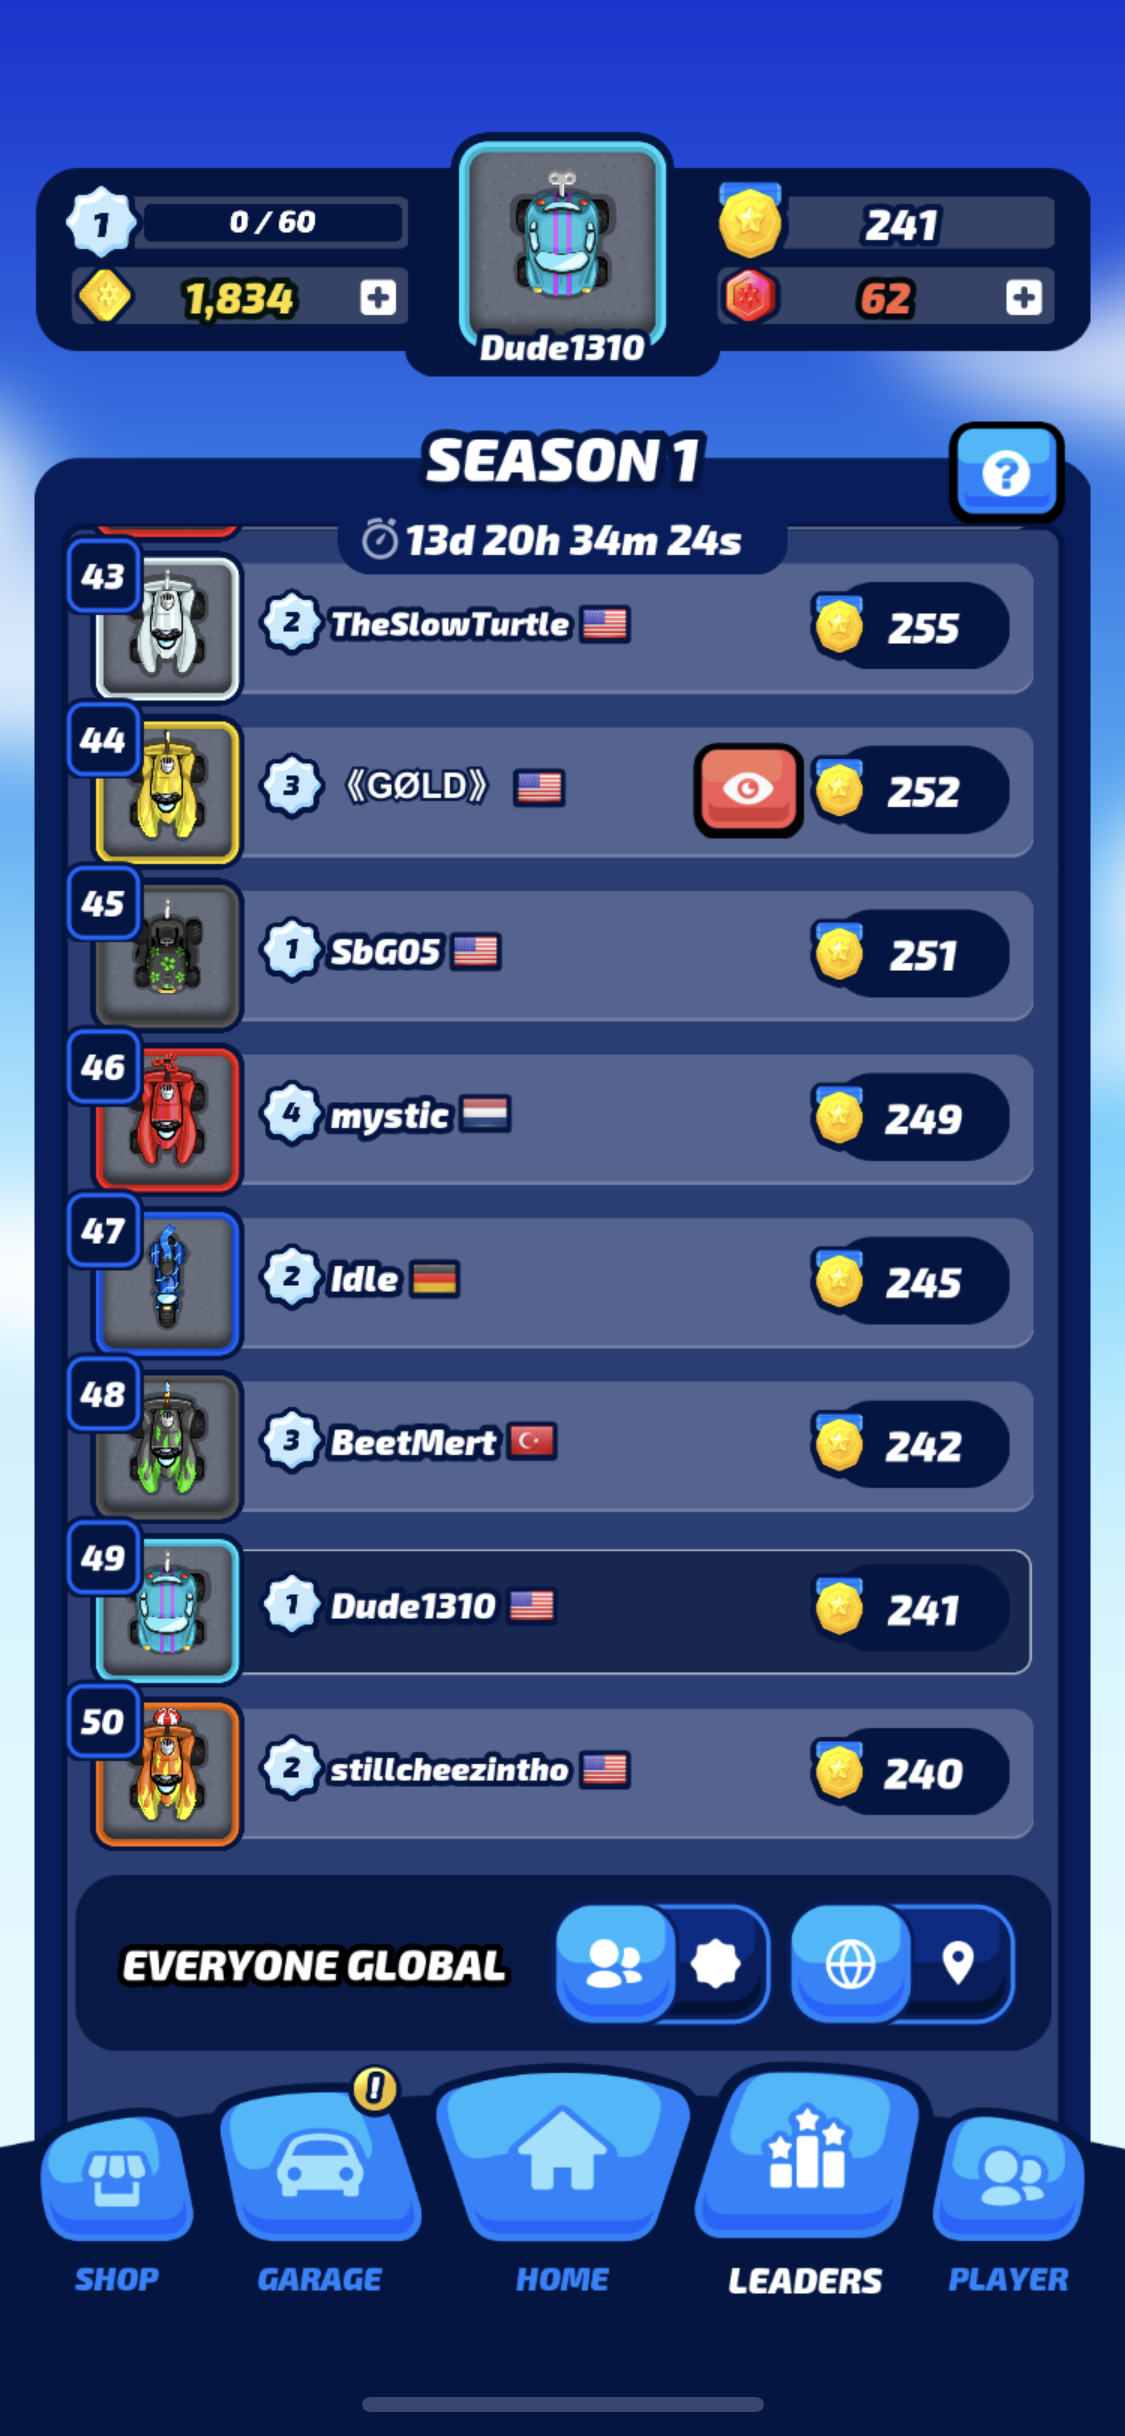 1 0 / 60 241
1,834 + 62 +
Dude1310
SEASON 1 ?
13d 20h 34m 24s
43 2 TheSlowTurtle 255
44 3 《GØLD》 252
45 1 SbG05 251
46 4 mystic 249
47 2 Idle 245
48 3 BeetMert 242
49 1 Dude1310 241
50 2 stillcheezintho 240
EVERYONE GLOBAL
!
SHOP GARAGE HOME LEADERS PLAYER